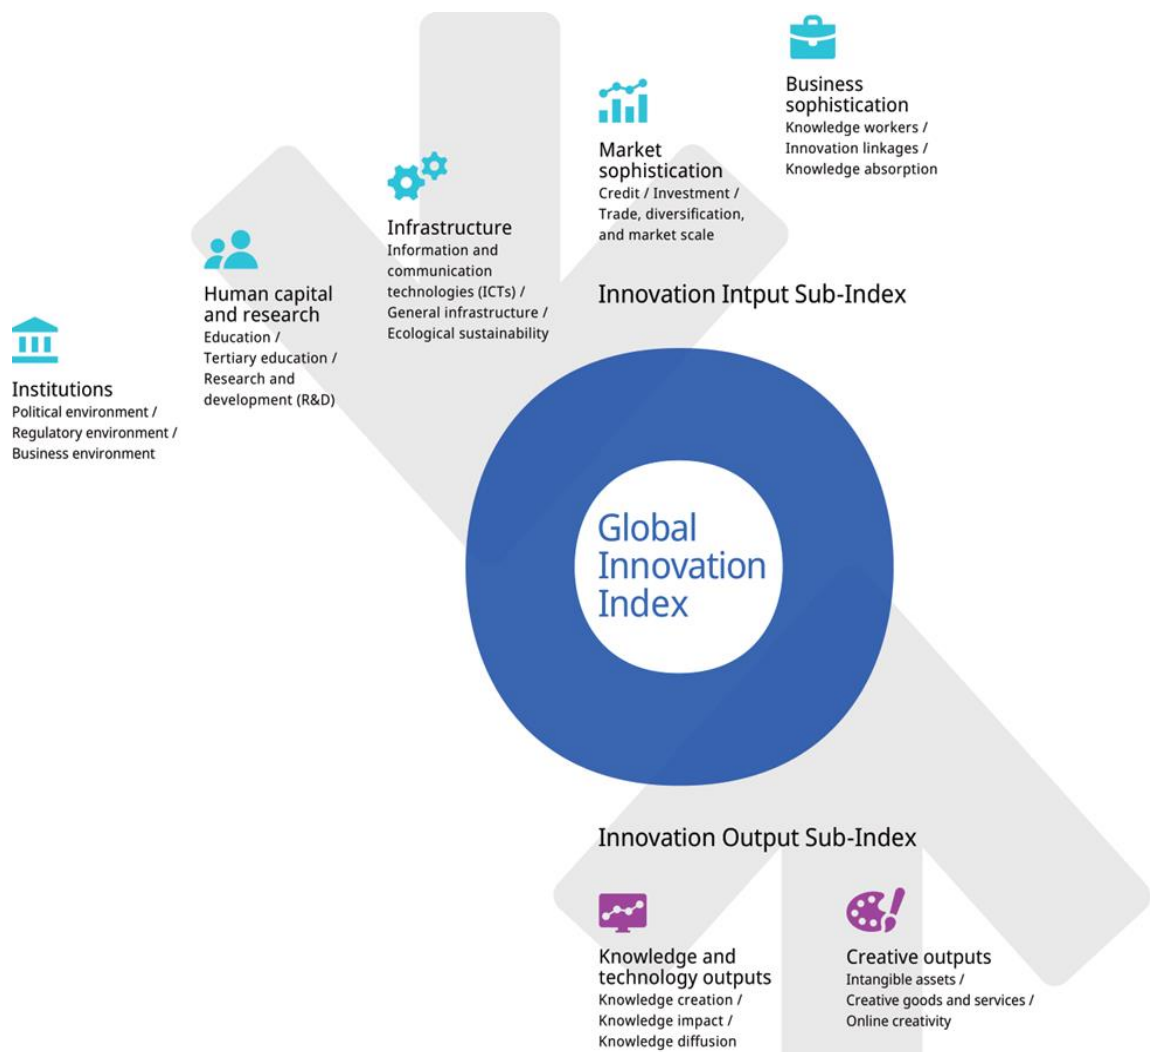 Business
sophistication
Knowledge workers /
Innovation linkages /
Knowledge absorption
Market
sophistication
Credit / Investment /
Trade, diversification,
and market scale
Infrastructure
Information and
communication
technologies (ICTs) /
General infrastructure /
Ecological sustainability
Human capital
and research
Education /
Tertiary education /
Research and
development (R&D)
Institutions
Political environment /
Regulatory environment /
Business environment
Innovation Intput Sub-Index
Global
Innovation
Index
Innovation Output Sub-Index
Knowledge and
technology outputs
Knowledge creation /
Knowledge impact /
Knowledge diffusion
Creative outputs
Intangible assets /
Creative goods and services /
Online creativity